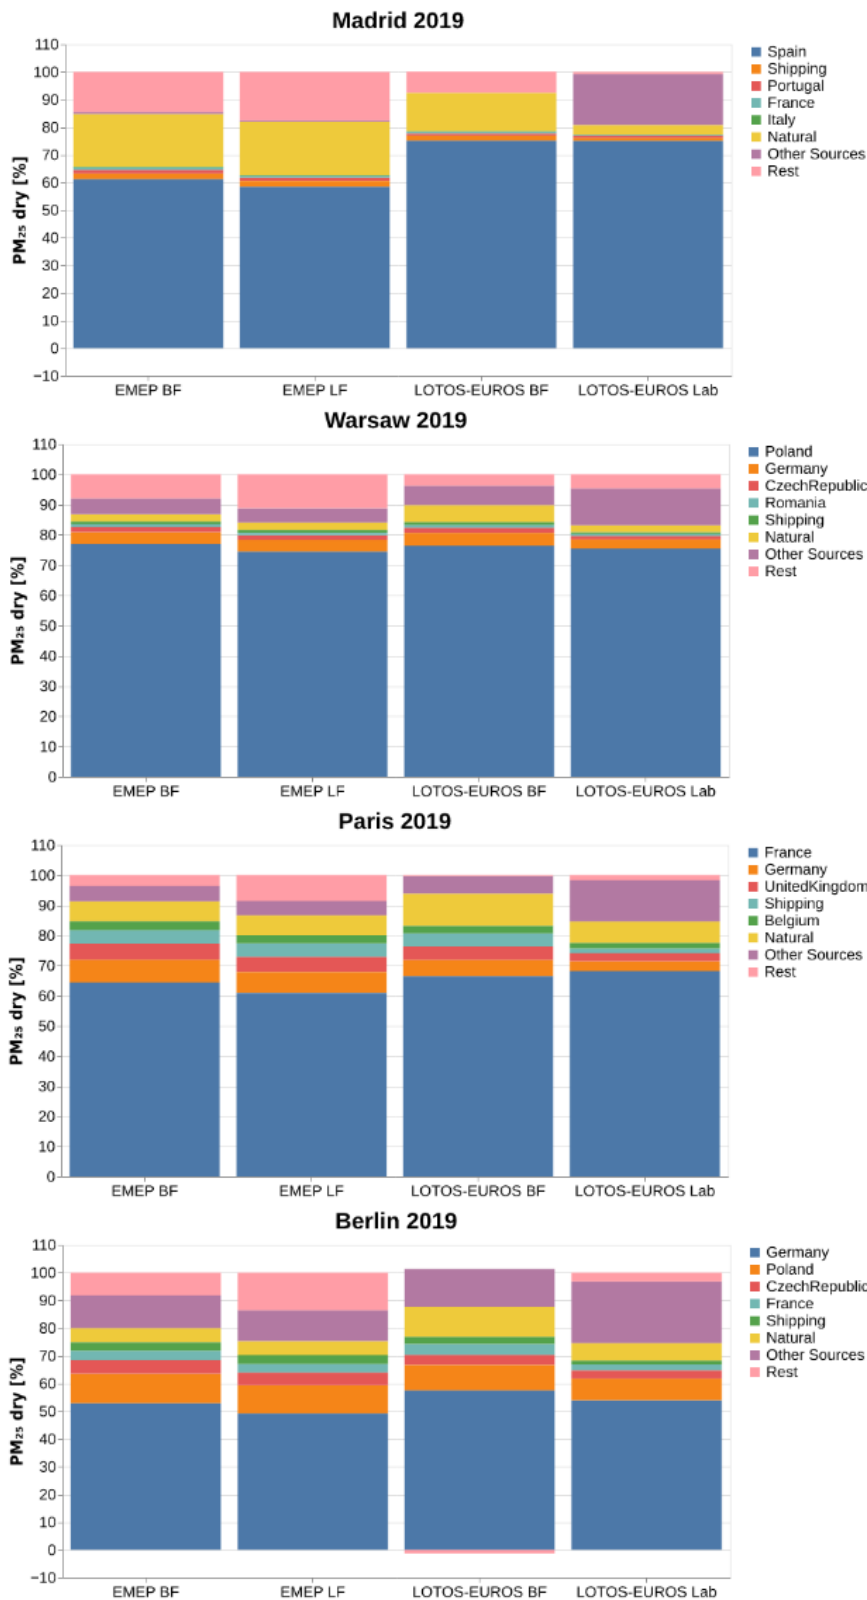 Madrid 2019
PM₂₅ dry [%]
110
100
90
80
70
60
50
40
30
20
10
0
−10
EMEP BF EMEP LF LOTOS-EUROS BF LOTOS-EUROS Lab
Spain
Shipping
Portugal
France
Italy
Natural
Other Sources
Rest
Warsaw 2019
PM₂₅ dry [%]
110
100
90
80
70
60
50
40
30
20
10
0
EMEP BF EMEP LF LOTOS-EUROS BF LOTOS-EUROS Lab
Poland
Germany
CzechRepublic
Romania
Shipping
Natural
Other Sources
Rest
Paris 2019
PM₂₅ dry [%]
110
100
90
80
70
60
50
40
30
20
10
0
EMEP BF EMEP LF LOTOS-EUROS BF LOTOS-EUROS Lab
France
Germany
UnitedKingdom
Shipping
Belgium
Natural
Other Sources
Rest
Berlin 2019
PM₂₅ dry [%]
110
100
90
80
70
60
50
40
30
20
10
0
−10
EMEP BF EMEP LF LOTOS-EUROS BF LOTOS-EUROS Lab
Germany
Poland
CzechRepublic
France
Shipping
Natural
Other Sources
Rest